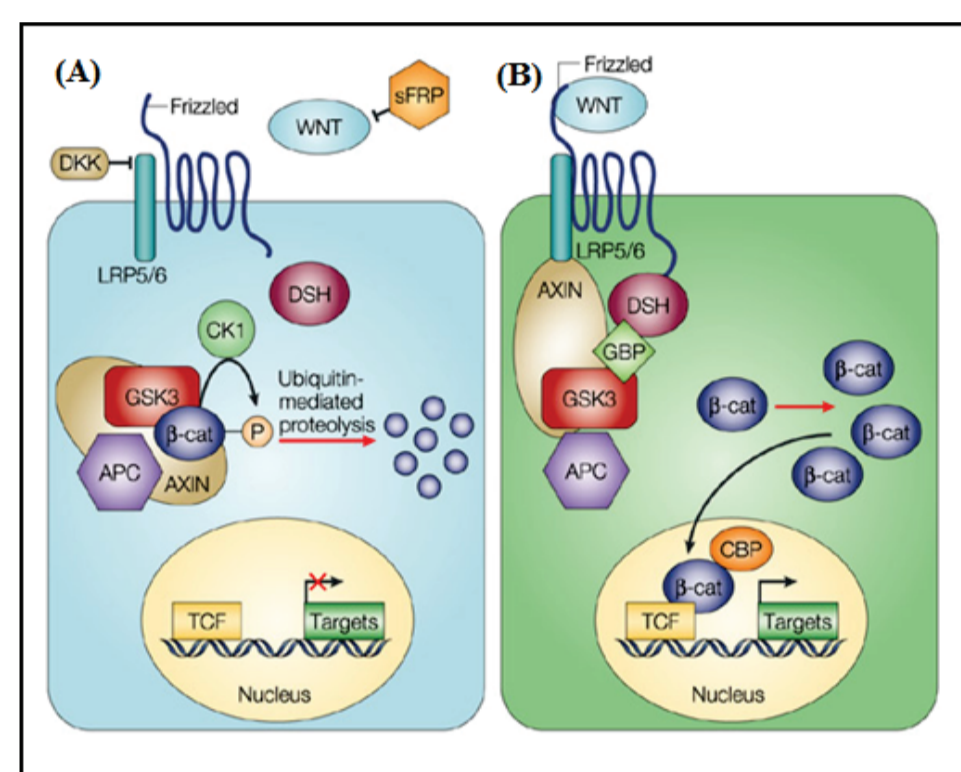 (A)
Frizzled
WNT
sFRP
DKK
LRP5/6
DSH
CK1
GSK3
β-cat
P
Ubiquitin-
mediated
proteolysis
APC
AXIN
TCF
Targets
Nucleus
(B)
Frizzled
WNT
LRP5/6
AXIN
DSH
GBP
GSK3
APC
β-cat
β-cat
β-cat
β-cat
CBP
β-cat
TCF
Targets
Nucleus